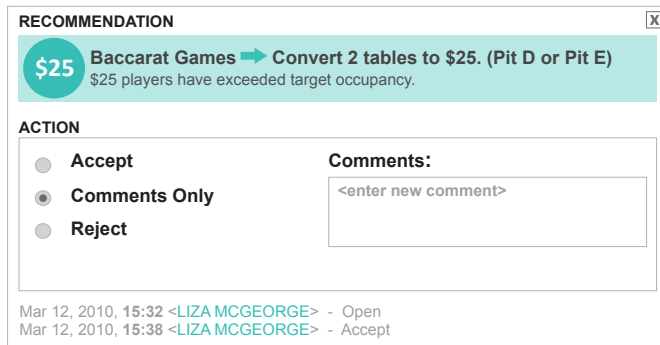 RECOMMENDATION
X
$25
Baccarat Games Convert 2 tables to $25. (Pit D or Pit E)
$25 players have exceeded target occupancy.
ACTION
Accept
Comments:
Comments Only
<enter new comment>
Reject
Mar 12, 2010, 15:32 <LIZA MCGEORGE> - Open
Mar 12, 2010, 15:38 <LIZA MCGEORGE> - Accept